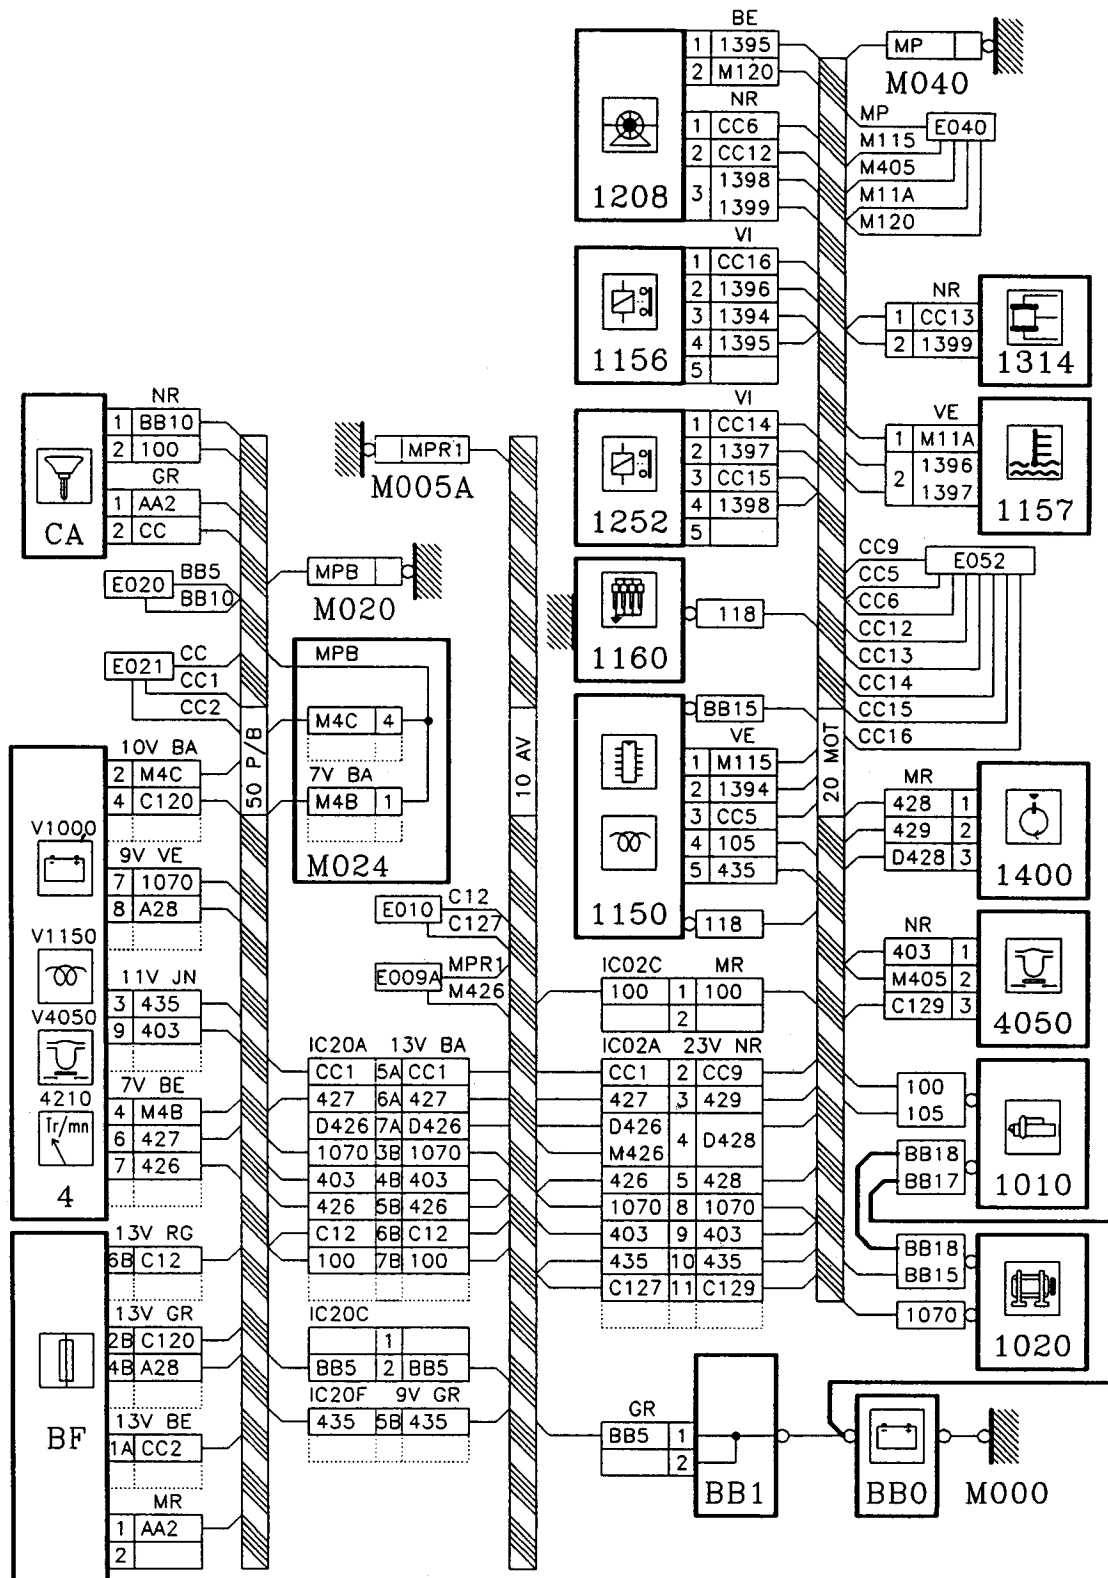 BE
1 1395
2 M120
NR
1 CC6
2 CC12
3 1398
1399
1208
MP
M040
MP
E040
M115
M405
M11A
M120
VI
1 CC16
2 1396
3 1394
4 1395
5
1156
NR
1 CC13
2 1399
1314
VI
1 CC14
2 1397
3 CC15
4 1398
5
1252
VE
1 M11A
2 1396
1397
1157
NR
1 BB10
2 100
GR
1 AA2
2 CC
CA
MPR1
M005A
E020
BB5
BB10
MPB
M020
E021
CC
CC1
CC2
MPB
M4C 4
7V BA
M4B 1
M024
118
1160
CC9
E052
CC5
CC6
CC12
CC13
CC14
CC15
CC16
50 P/B
10 AV
20 MOT
BB15
VE
1 M115
2 1394
3 CC5
4 105
5 435
118
1150
MR
428 1
429 2
D428 3
1400
10V BA
2 M4C
4 C120
V1000
9V VE
7 1070
8 A28
V1150
11V JN
3 435
9 403
V4050
7V BE
4210
4 M4B
Tr/mn
6 427
7 426
4
E010
C12
C127
E009A
MPR1
M426
NR
403 1
M405 2
C129 3
4050
IC02C MR
100 1 100
2
IC20A 13V BA
CC1 5A CC1
427 6A 427
D426 7A D426
1070 3B 1070
403 4B 403
426 5B 426
C12 6B C12
100 7B 100
IC02A 23V NR
CC1 2 CC9
427 3 429
D426 4 D428
M426
426 5 428
1070 8 1070
403 9 403
435 10 435
C127 11 C129
100
105
BB18
BB17
1010
BB18
BB15
1070
1020
13V RG
6B C12
13V GR
2B C120
4B A28
BF
13V BE
1A CC2
MR
1 AA2
2
IC20C
1
BB5 2 BB5
IC20F 9V GR
435 5B 435
GR
BB5 1
2
BB1
BB0
M000